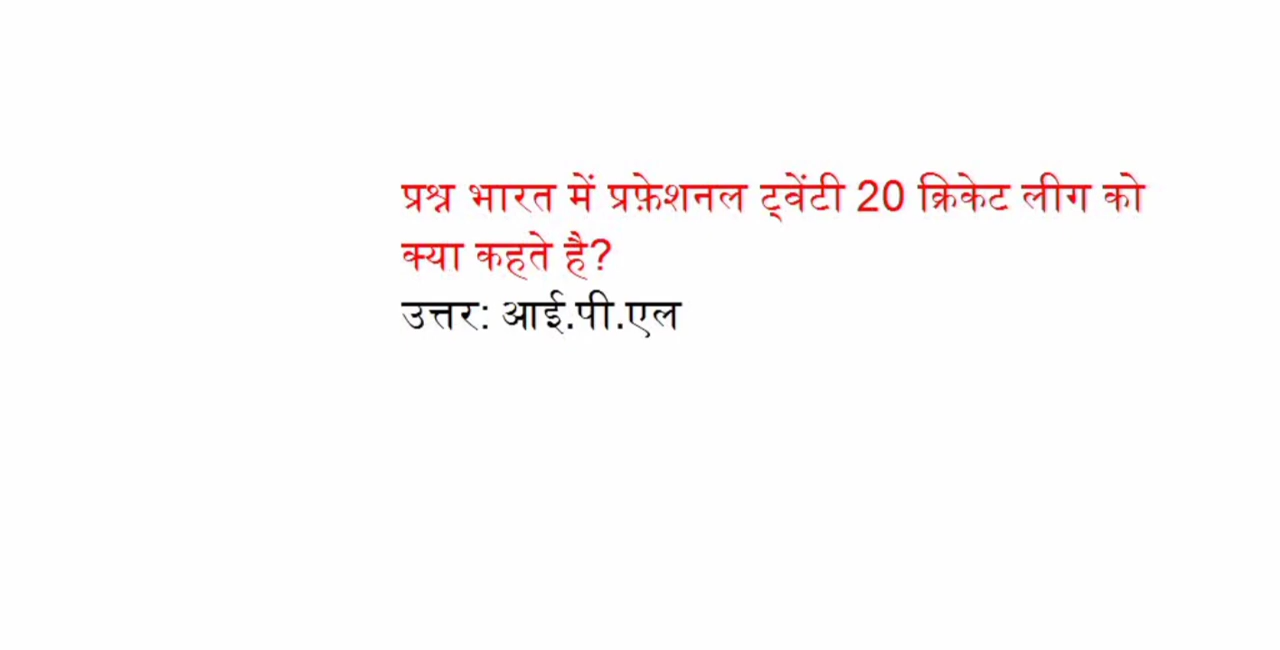 प्रश्न भारत में प्रफ़ेशनल ट्वेंटी 20 क्रिकेट लीग को
क्या कहते है?
उत्तर: आई.पी.एल